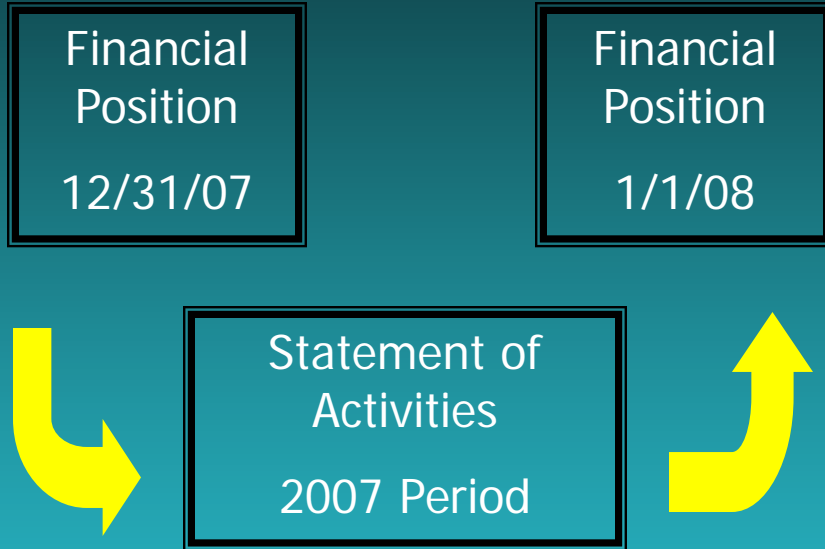 Financial
Position
12/31/07
Financial
Position
1/1/08
Statement of
Activities
2007 Period